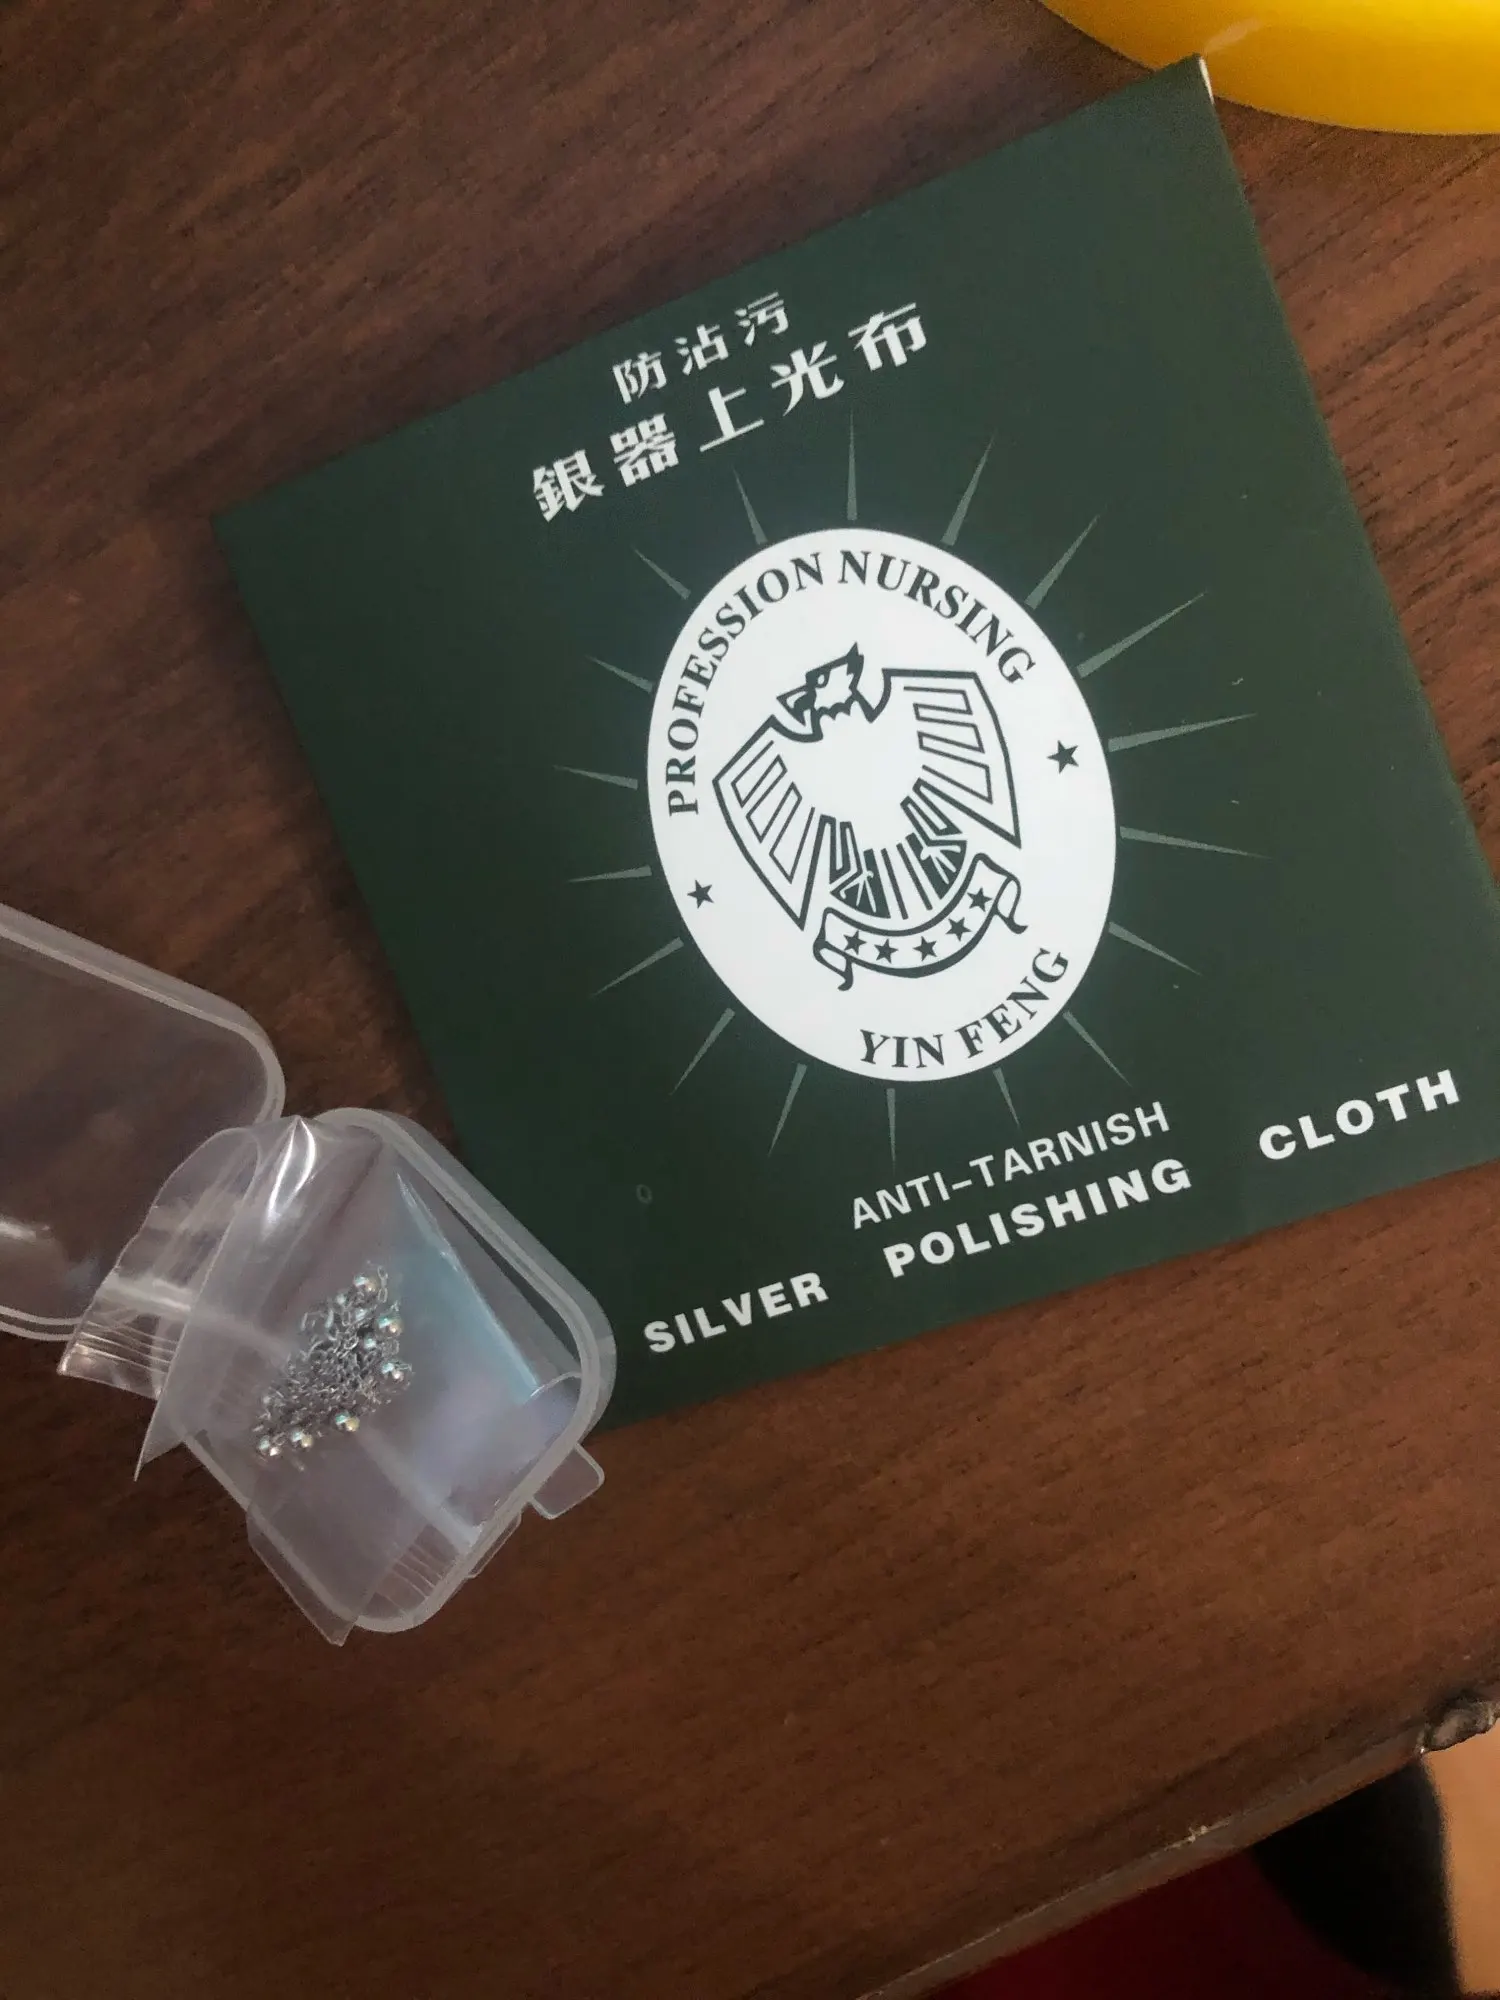 防沾污
銀器上光布
PROFESSION NURSING
YIN FENG
ANTI-TARNISH
SILVER POLISHING CLOTH